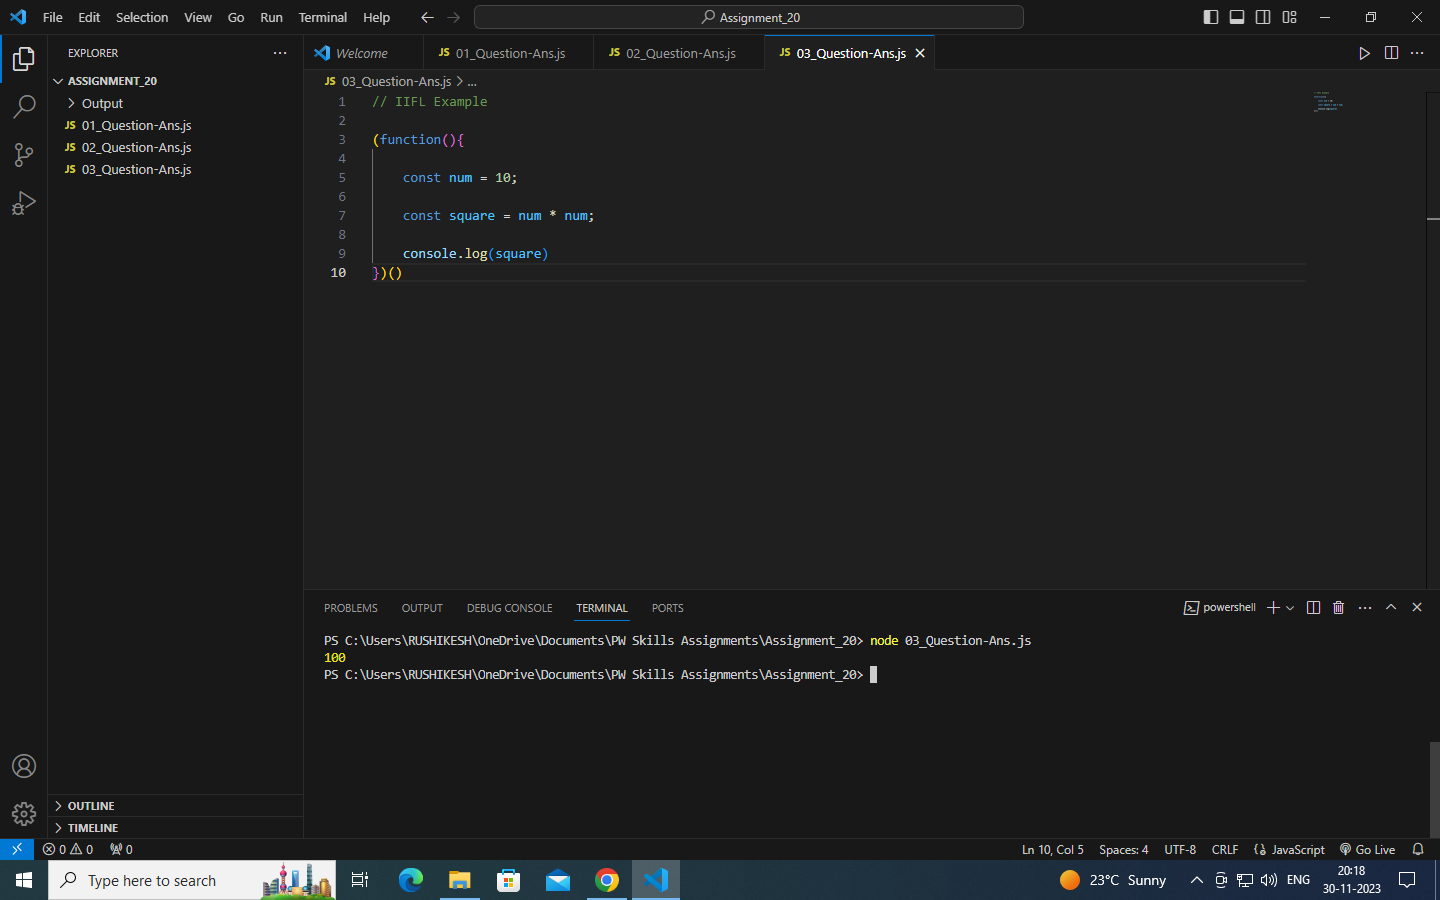 File Edit Selection View Go Run Terminal Help
Assignment_20
EXPLORER
ASSIGNMENT_20
Output
JS 01_Question-Ans.js
JS 02_Question-Ans.js
JS 03_Question-Ans.js
OUTLINE
TIMELINE
Welcome JS 01_Question-Ans.js JS 02_Question-Ans.js JS 03_Question-Ans.js
JS 03_Question-Ans.js > ...
1 // IIFL Example
2
3 (function(){
4
5 const num = 10;
6
7 const square = num * num;
8
9 console.log(square)
10 })()
PROBLEMS OUTPUT DEBUG CONSOLE TERMINAL PORTS
powershell
PS C:\Users\RUSHIKESH\OneDrive\Documents\PW Skills Assignments\Assignment_20> node 03_Question-Ans.js
100
PS C:\Users\RUSHIKESH\OneDrive\Documents\PW Skills Assignments\Assignment_20>
0 0 0
Ln 10, Col 5 Spaces: 4 UTF-8 CRLF JavaScript Go Live
Type here to search
23°C Sunny
ENG
20:18
30-11-2023